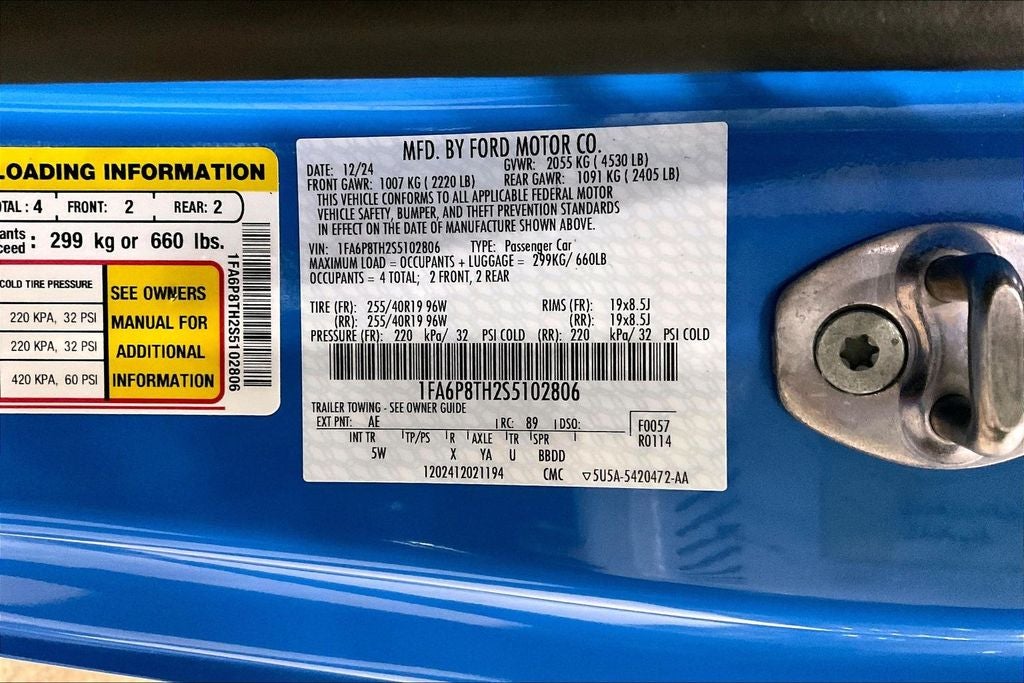 LOADING INFORMATION
TAL : 4 FRONT: 2 REAR: 2
ants
ceed : 299 kg or 660 lbs.
COLD TIRE PRESSURE
220 KPA, 32 PSI
220 KPA, 32 PSI
420 KPA, 60 PSI
SEE OWNERS
MANUAL FOR
ADDITIONAL
INFORMATION
1FA6P8TH2S5102806
MFD. BY FORD MOTOR CO.
DATE: 12/24 GVWR: 2055 KG ( 4530 LB)
FRONT GAWR: 1007 KG ( 2220 LB) REAR GAWR: 1091 KG ( 2405 LB)
THIS VEHICLE CONFORMS TO ALL APPLICABLE FEDERAL MOTOR
VEHICLE SAFETY, BUMPER, AND THEFT PREVENTION STANDARDS
IN EFFECT ON THE DATE OF MANUFACTURE SHOWN ABOVE.
VIN: 1FA6P8TH2S5102806 TYPE: Passenger Car
MAXIMUM LOAD = OCCUPANTS + LUGGAGE = 299KG/ 660LB
OCCUPANTS = 4 TOTAL; 2 FRONT, 2 REAR
TIRE (FR): 255/40R19 96W RIMS (FR): 19x8.5J
(RR): 255/40R19 96W (RR): 19x8.5J
PRESSURE (FR): 220 kPa/ 32 PSI COLD (RR): 220 kPa/ 32 PSI COLD
1FA6P8TH2S5102806
TRAILER TOWING - SEE OWNER GUIDE
EXT PNT: AE RC: 89 DSO: F0057
INT TR TP/PS R AXLE TR SPR R0114
5W X YA U BBDD
1202412021194 CMC ▽5U5A-5420472-AA